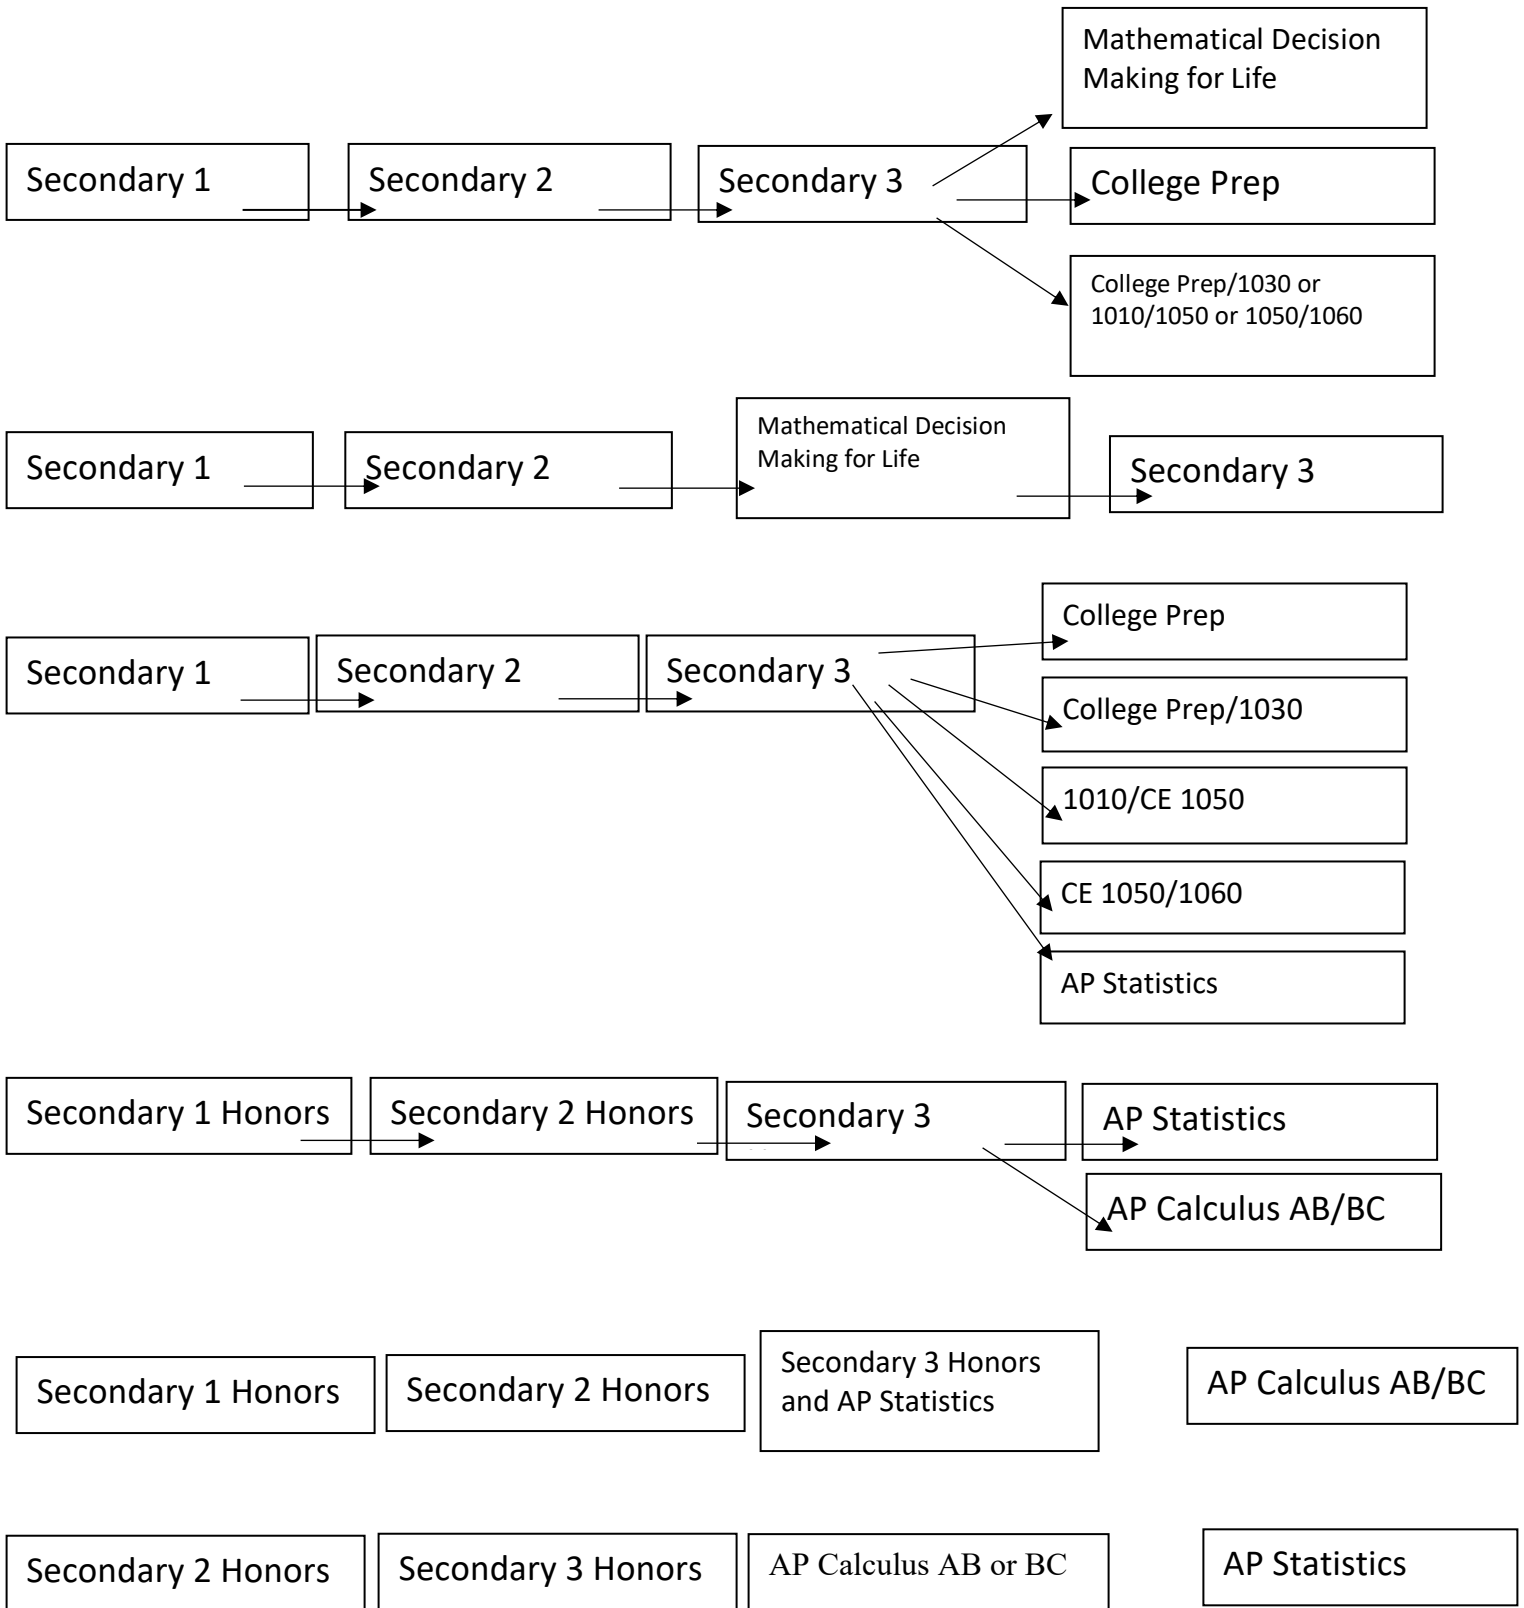 Mathematical Decision
Making for Life
Secondary 1
Secondary 2
Secondary 3
College Prep
College Prep/1030 or
1010/1050 or 1050/1060
Secondary 1
Secondary 2
Mathematical Decision
Making for Life
Secondary 3
Secondary 1
Secondary 2
Secondary 3
College Prep
College Prep/1030
1010/CE 1050
CE 1050/1060
AP Statistics
Secondary 1 Honors
Secondary 2 Honors
Secondary 3
AP Statistics
AP Calculus AB/BC
Secondary 1 Honors
Secondary 2 Honors
Secondary 3 Honors
and AP Statistics
AP Calculus AB/BC
Secondary 2 Honors
Secondary 3 Honors
AP Calculus AB or BC
AP Statistics